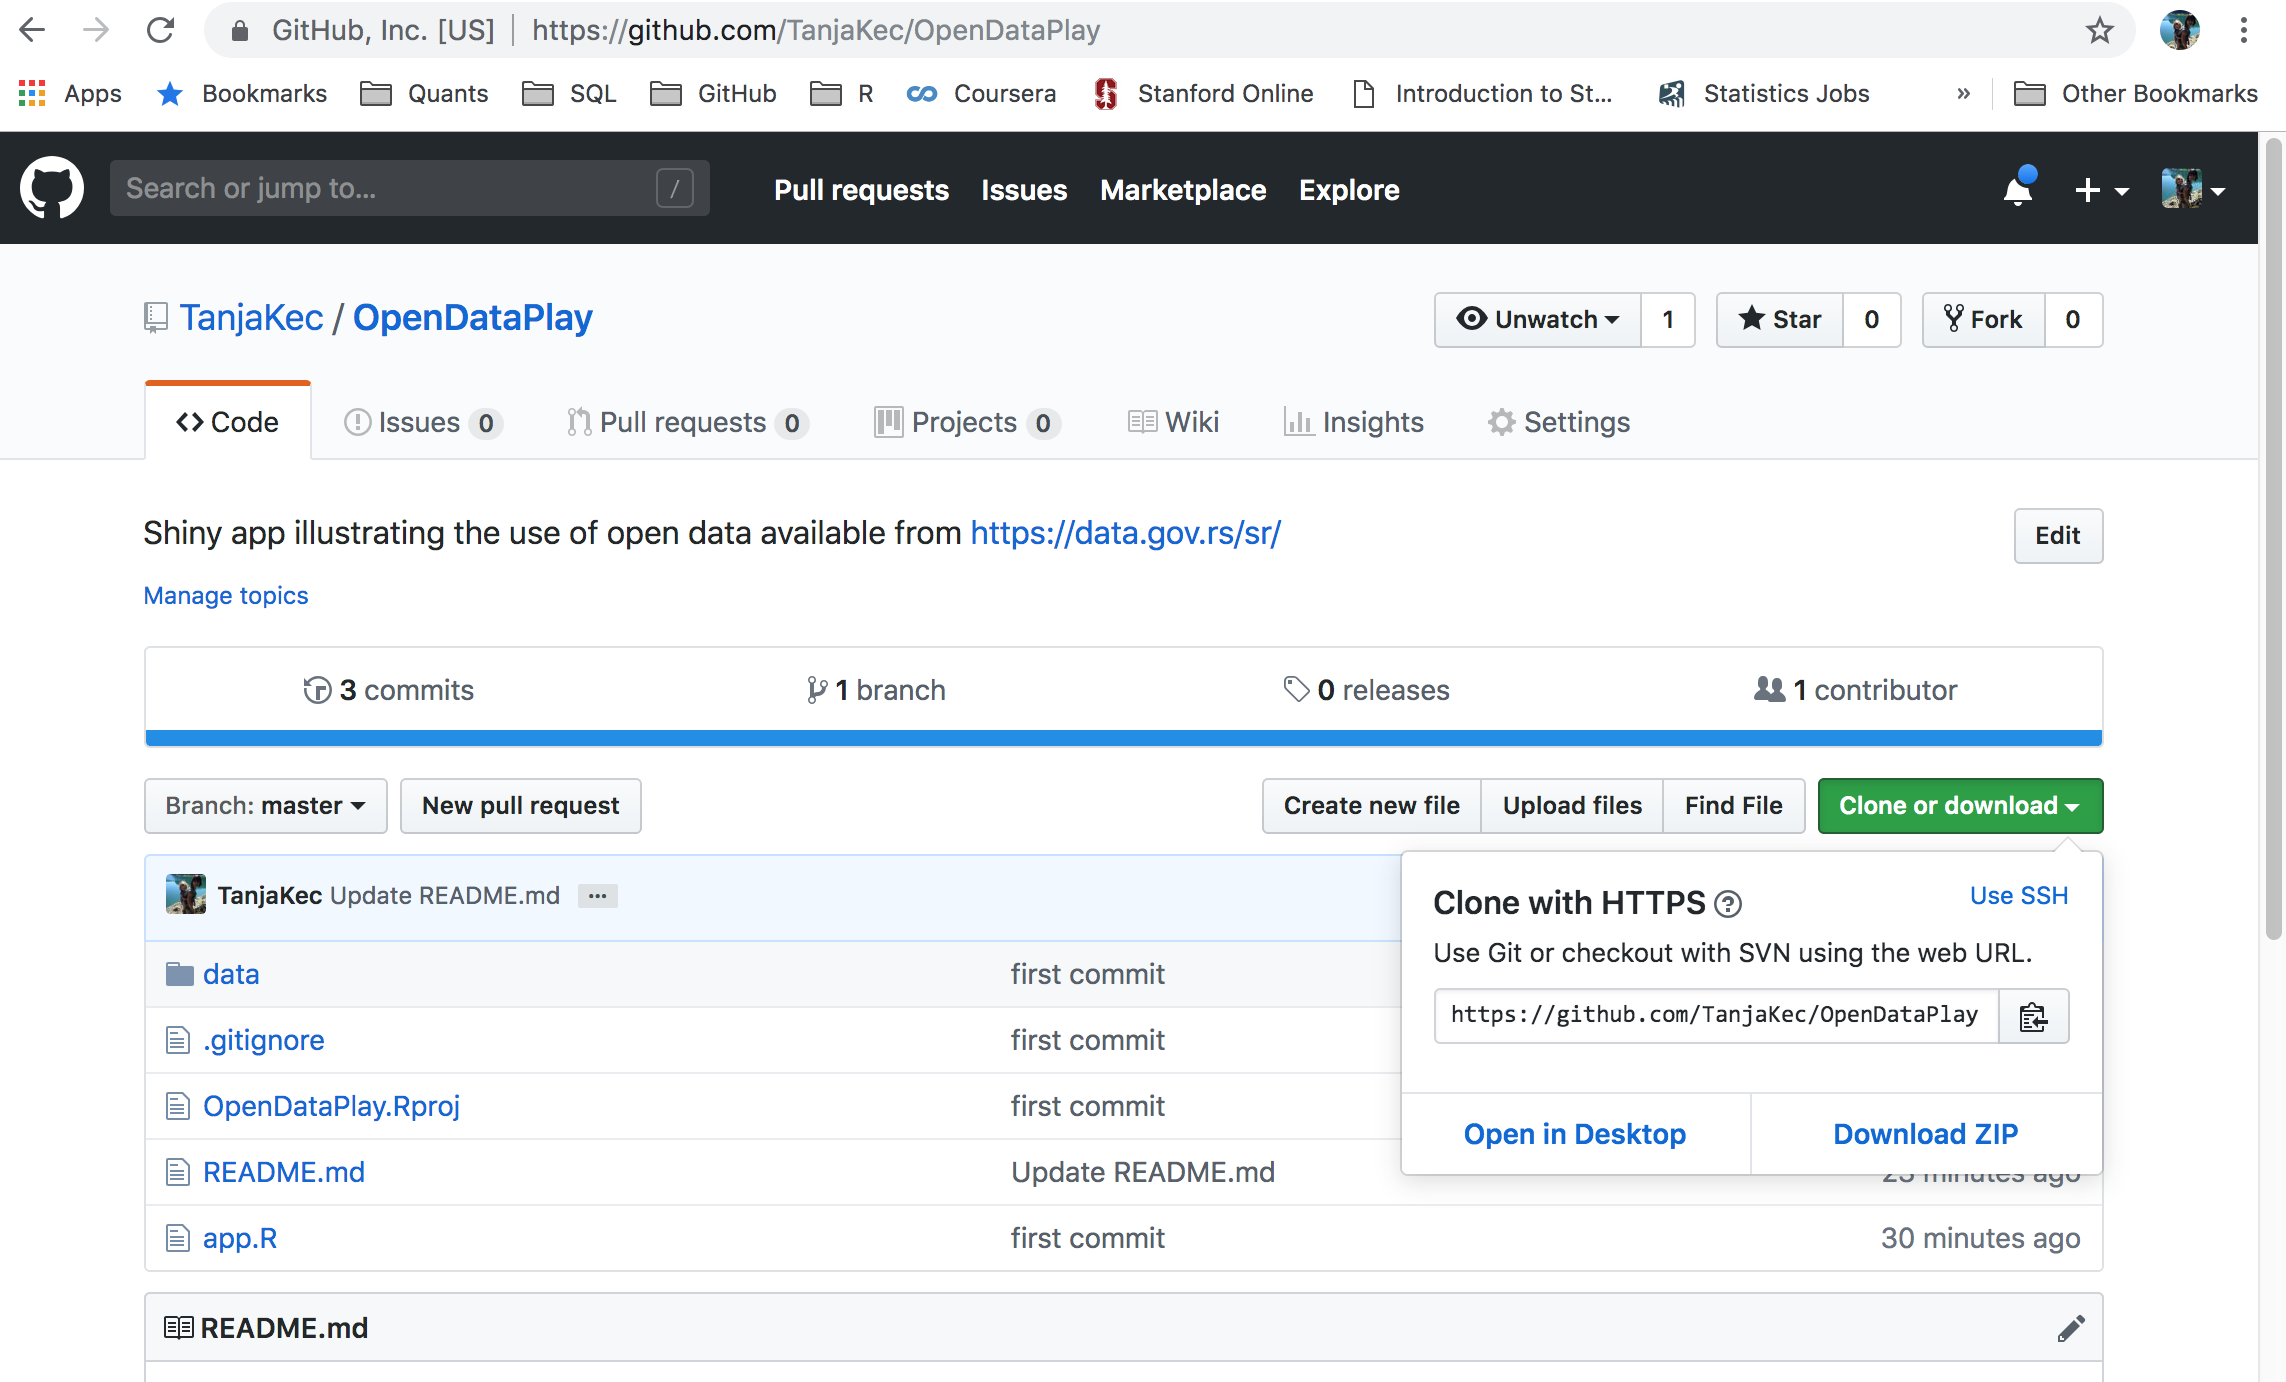 GitHub, Inc. [US] | https://github.com/TanjaKec/OpenDataPlay
Apps Bookmarks Quants SQL GitHub R Coursera Stanford Online Introduction to St... Statistics Jobs » Other Bookmarks
Search or jump to... / Pull requests Issues Marketplace Explore
TanjaKec / OpenDataPlay Unwatch 1 Star 0 Fork 0
Code Issues 0 Pull requests 0 Projects 0 Wiki Insights Settings
Shiny app illustrating the use of open data available from https://data.gov.rs/sr/ Edit
Manage topics
3 commits 1 branch 0 releases 1 contributor
Branch: master New pull request Create new file Upload files Find File Clone or download
TanjaKec Update README.md ...
Clone with HTTPS ? Use SSH
Use Git or checkout with SVN using the web URL.
https://github.com/TanjaKec/OpenDataPlay
Open in Desktop Download ZIP
data first commit
.gitignore first commit
OpenDataPlay.Rproj first commit
README.md Update README.md minutes ago
app.R first commit 30 minutes ago
README.md